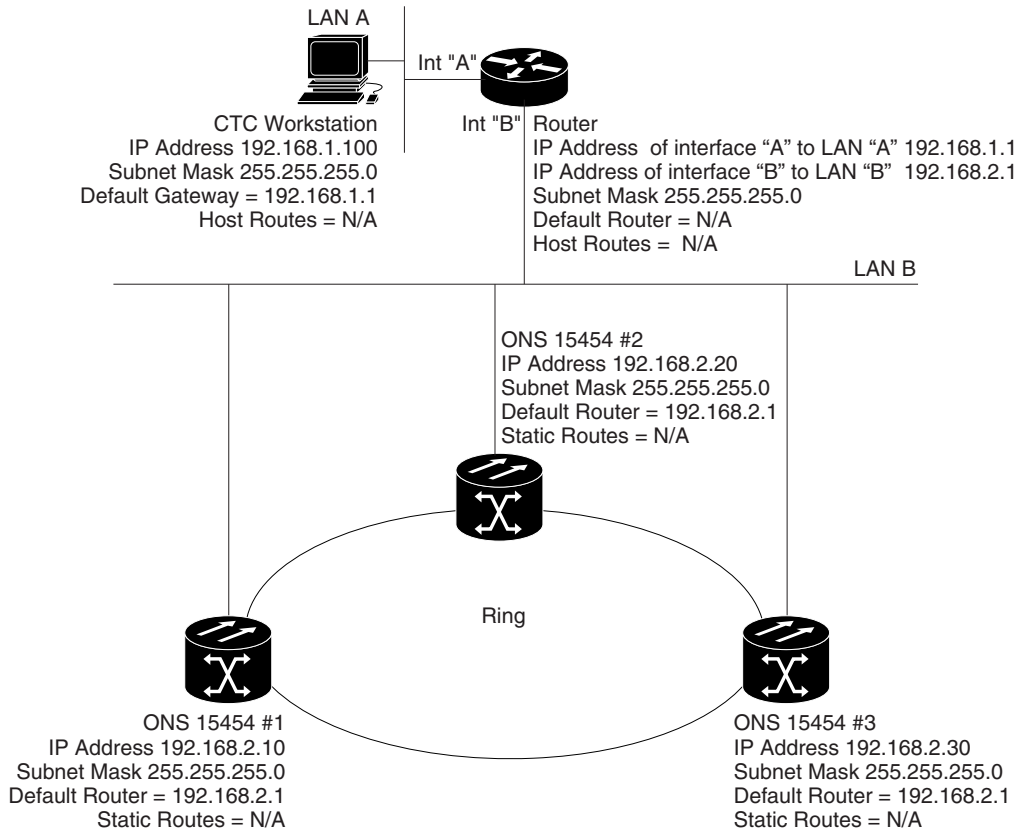 LAN A
Int "A"
CTC Workstation
IP Address 192.168.1.100
Subnet Mask 255.255.255.0
Default Gateway = 192.168.1.1
Host Routes = N/A
Int "B"
Router
IP Address  of interface “A” to LAN “A” 192.168.1.1
IP Address of interface “B” to LAN “B”  192.168.2.1
Subnet Mask 255.255.255.0
Default Router = N/A
Host Routes =  N/A
LAN B
ONS 15454 #2
IP Address 192.168.2.20
Subnet Mask 255.255.255.0
Default Router = 192.168.2.1
Static Routes = N/A
Ring
ONS 15454 #1
IP Address 192.168.2.10
Subnet Mask 255.255.255.0
Default Router = 192.168.2.1
Static Routes = N/A
ONS 15454 #3
IP Address 192.168.2.30
Subnet Mask 255.255.255.0
Default Router = 192.168.2.1
Static Routes = N/A